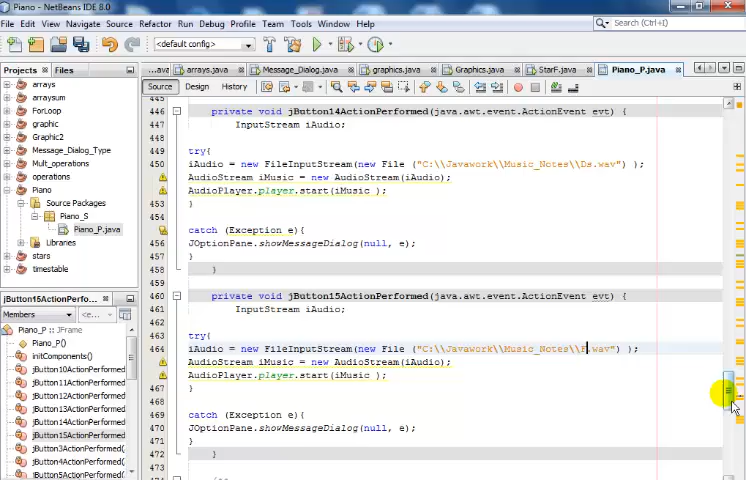 Piano - NetBeans IDE 8.0
File Edit View Navigate Source Refactor Run Debug Profile Team Tools Window Help
Search (Ctrl+I)
<default config>
Projects Files
...ava arrays.java Message_Dialog.java graphics.java Graphics.java StarF.java Piano_P.java
Source Design History
arrays
arraysum
ForLoop
graphic
Graphic2
Message_Dialog_Type
Mult_operations
operations
Piano
Source Packages
Piano_S
Piano_P.java
Libraries
stars
timestable
445
446 private void jButton14ActionPerformed(java.awt.event.ActionEvent evt) {
447 InputStream iAudio;
448
449 try{
450 iAudio = new FileInputStream(new File ("C:\\Javawork\\Music_Notes\\Ds.wav") );
AudioStream iMusic = new AudioStream(iAudio);
AudioPlayer.player.start(iMusic );
453 }
454
catch (Exception e){
456 JOptionPane.showMessageDialog(null, e);
457 }
458 }
459
460 private void jButton15ActionPerformed(java.awt.event.ActionEvent evt) {
461 InputStream iAudio;
462
463 try{
464 iAudio = new FileInputStream(new File ("C:\\Javawork\\Music_Notes\\F.wav") );
AudioStream iMusic = new AudioStream(iAudio);
AudioPlayer.player.start(iMusic );
467 }
468
469 catch (Exception e){
470 JOptionPane.showMessageDialog(null, e);
471 }
472 }
473
jButton15ActionPerfo...
Members <e...
Piano_P :: JFrame
Piano_P()
initComponents()
jButton10ActionPerformed
jButton11ActionPerformed
jButton12ActionPerformed
jButton13ActionPerformed
jButton14ActionPerformed
jButton15ActionPerformed
jButton3ActionPerformed(
jButton4ActionPerformed(
jButton5ActionPerformed(